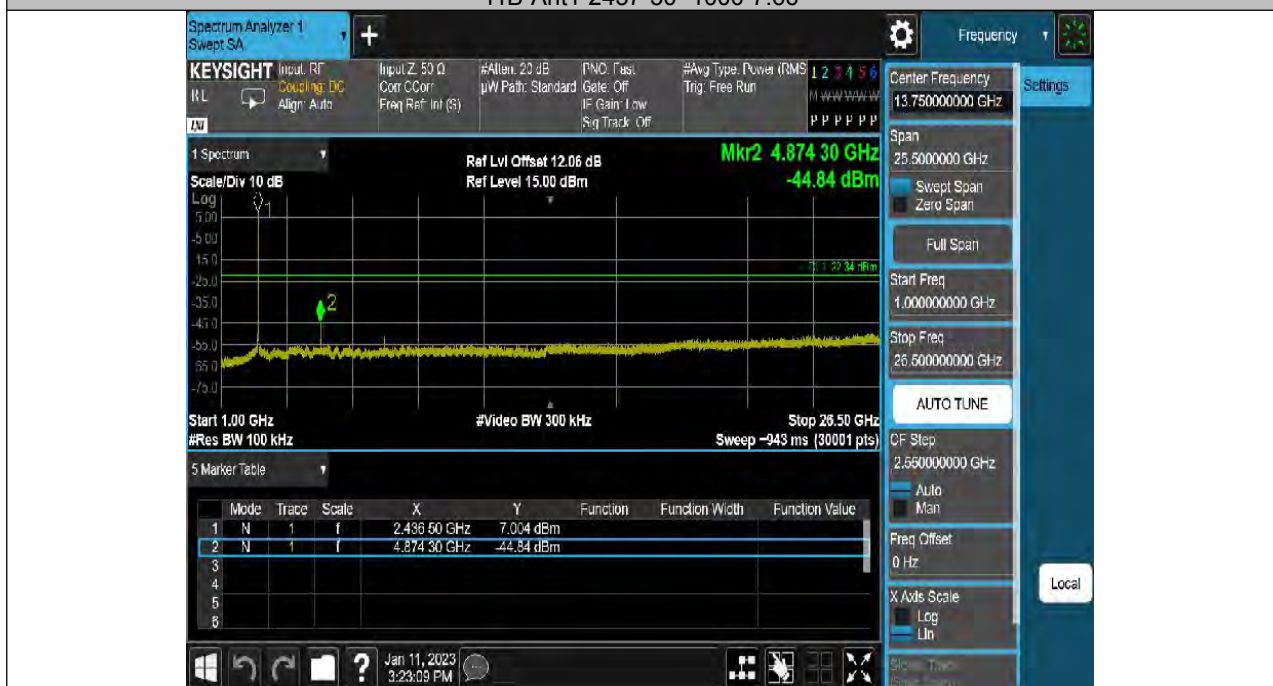 Spectrum Analyzer 1
Swept SA
+
Frequency
KEYSIGHT
RL
Input: RF
Coupling: DC
Align: Auto
Input Z: 50 Ω
Corr CCorr
Freq Ref: Int (S)
#Atten: 20 dB
µW Path: Standard
PNO: Fast
Gate: Off
IF Gain: Low
Sig Track: Off
#Avg Type: Power (RMS
Trig: Free Run
1 2 3 4 5 6
M W W W W W
P P P P P P
1 Spectrum
Scale/Div 10 dB
Ref Lvl Offset 12.06 dB
Ref Level 15.00 dBm
Mkr2 4.874 30 GHz
-44.84 dBm
Log
5.00
-5.00
-15.0
-25.0
-35.0
-45.0
-55.0
-65.0
-75.0
1
2
Start 1.00 GHz
#Video BW 300 kHz
Stop 26.50 GHz
#Res BW 100 kHz
Sweep ~943 ms (30001 pts)
5 Marker Table
Mode Trace Scale X Y Function Function Width Function Value
1 N 1 f 2.436 50 GHz 7.004 dBm
2 N 1 f 4.874 30 GHz -44.84 dBm
3
4
5
6
Jan 11, 2023
3:23:09 PM
?
Center Frequency
13.750000000 GHz
Settings
Span
25.5000000 GHz
Swept Span
Zero Span
Full Span
Start Freq
1.000000000 GHz
Stop Freq
26.500000000 GHz
AUTO TUNE
CF Step
2.550000000 GHz
Auto
Man
Freq Offset
0 Hz
X Axis Scale
Log
Lin
Local